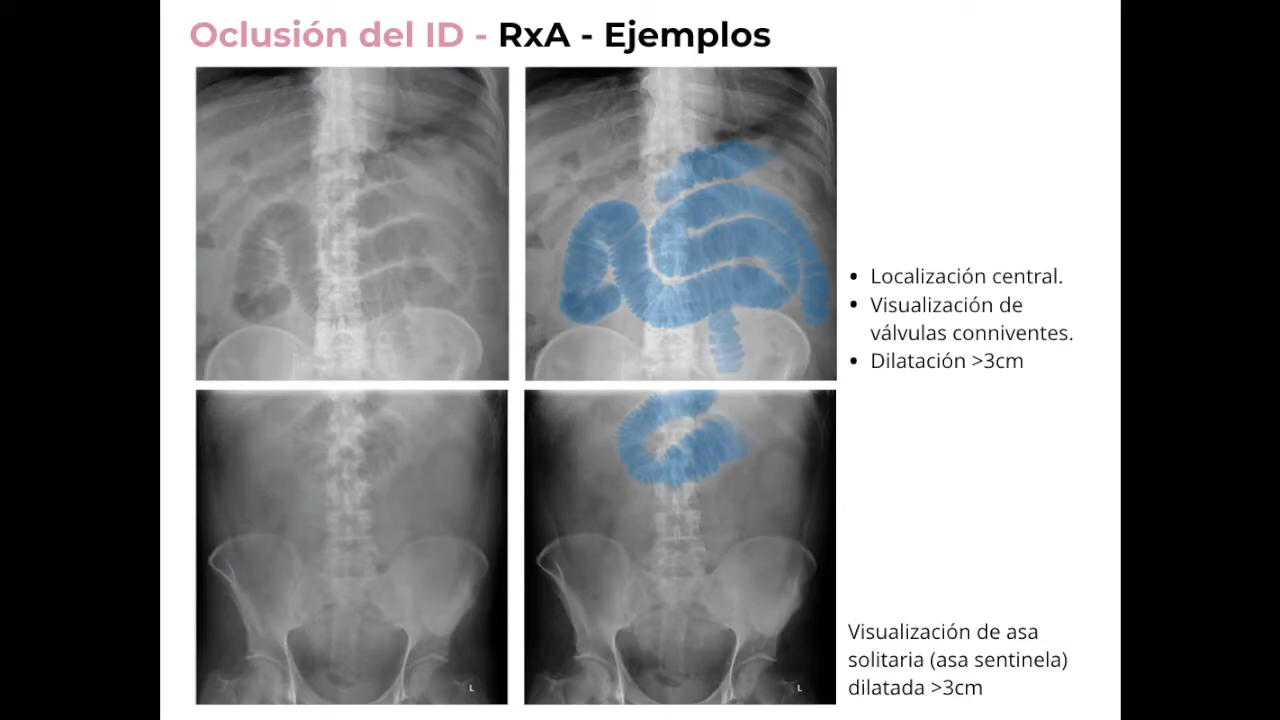 Oclusión del ID - RxA - Ejemplos
• Localización central.
• Visualización de
válvulas conniventes.
• Dilatación >3cm
Visualización de asa
solitaria (asa sentinela)
dilatada >3cm
L
L